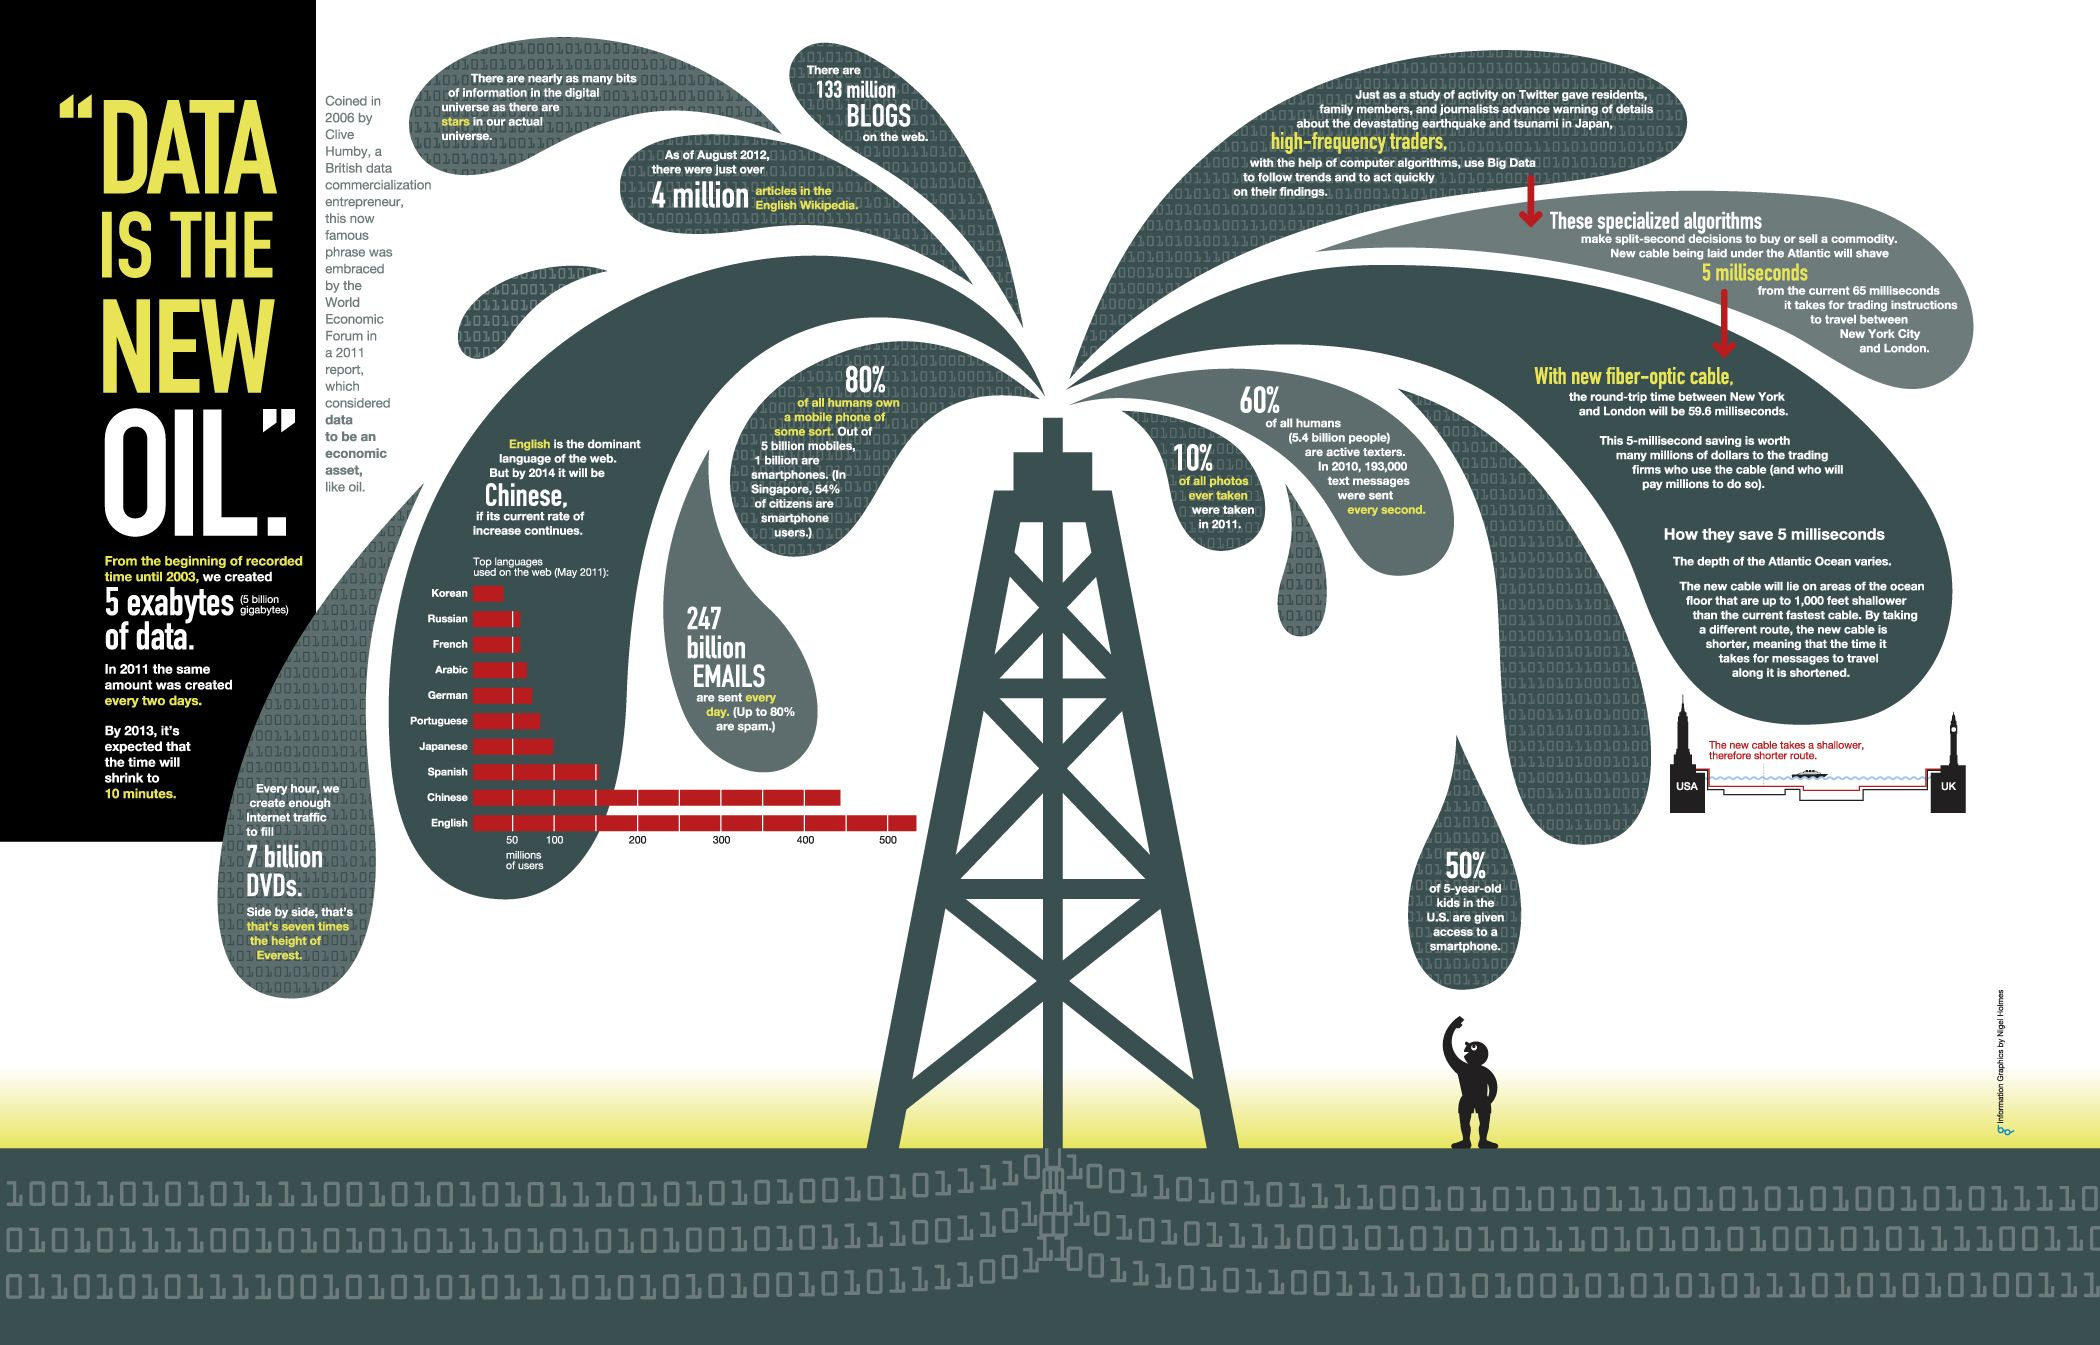 “DATA
IS THE
NEW
OIL.”
From the beginning of recorded
time until 2003, we created
5 exabytes (5 billion
gigabytes)
of data.
In 2011 the same
amount was created
every two days.
By 2013, it’s
expected that
the time will
shrink to
10 minutes.
Coined in
2006 by
Clive
Humby, a
British data
commercialization
entrepreneur,
this now
famous
phrase was
embraced
by the
World
Economic
Forum in
a 2011
report,
which
considered
data
to be an
economic
asset,
like oil.
There are nearly as many bits
of information in the digital
universe as there are
stars in our actual
universe.
There are
133 million
BLOGS
on the web.
As of August 2012,
there were just over
4 million articles in the
English Wikipedia.
Every hour, we
create enough
Internet traffic
to fill
7 billion
DVDs.
Side by side, that’s
that’s seven times
the height of
Everest.
English is the dominant
language of the web.
But by 2014 it will be
Chinese,
if its current rate of
increase continues.
Top languages
used on the web (May 2011):
Korean
Russian
French
Arabic
German
Portuguese
Japanese
Spanish
Chinese
English
50 100 200 300 400 500
millions
of users
80%
of all humans own
a mobile phone of
some sort. Out of
5 billion mobiles,
1 billion are
smartphones. (In
Singapore, 54%
of citizens are
smartphone
users.)
247
billion
EMAILS
are sent every
day. (Up to 80%
are spam.)
10%
of all photos
ever taken
were taken
in 2011.
60%
of all humans
(5.4 billion people)
are active texters.
In 2010, 193,000
text messages
were sent
every second.
50%
of 5-year-old
kids in the
U.S. are given
access to a
smartphone.
Just as a study of activity on Twitter gave residents,
family members, and journalists advance warning of details
about the devastating earthquake and tsunami in Japan,
high-frequency traders,
with the help of computer algorithms, use Big Data
to follow trends and to act quickly
on their findings.
These specialized algorithms
make split-second decisions to buy or sell a commodity.
New cable being laid under the Atlantic will shave
5 milliseconds
from the current 65 milliseconds
it takes for trading instructions
to travel between
New York City
and London.
With new fiber-optic cable,
the round-trip time between New York
and London will be 59.6 milliseconds.
This 5-millisecond saving is worth
many millions of dollars to the trading
firms who use the cable (and who will
pay millions to do so).
How they save 5 milliseconds
The depth of the Atlantic Ocean varies.
The new cable will lie on areas of the ocean
floor that are up to 1,000 feet shallower
than the current fastest cable. By taking
a different route, the new cable is
shorter, meaning that the time it
takes for messages to travel
along it is shortened.
The new cable takes a shallower,
therefore shorter route.
USA
UK
Information Graphics by Nigel Holmes